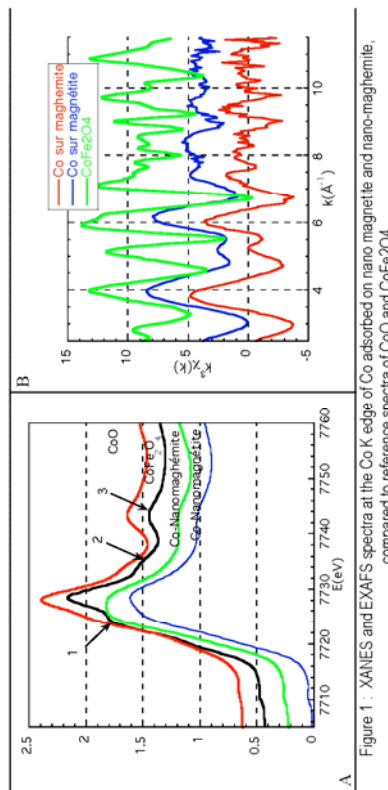 2.5
2
1.5
1
0.5
0
7710
7720
7730
7740
7750
7760
E(eV)
1
2
3
CoO
CoFe2O4
Co-Nanomaghémite
Co-Nanomagnétite
A
B
Co sur maghemite
Co sur magnétite
CoFe2O4
15
10
5
0
-5
K³χ(k)
4
6
8
10
k(Å⁻¹)
Figure 1 : XANES and EXAFS spectra at the Co K edge of Co adsorbed on nano magnetite and nano-maghemite,
compared to reference spectra of CoO and CoFe2O4